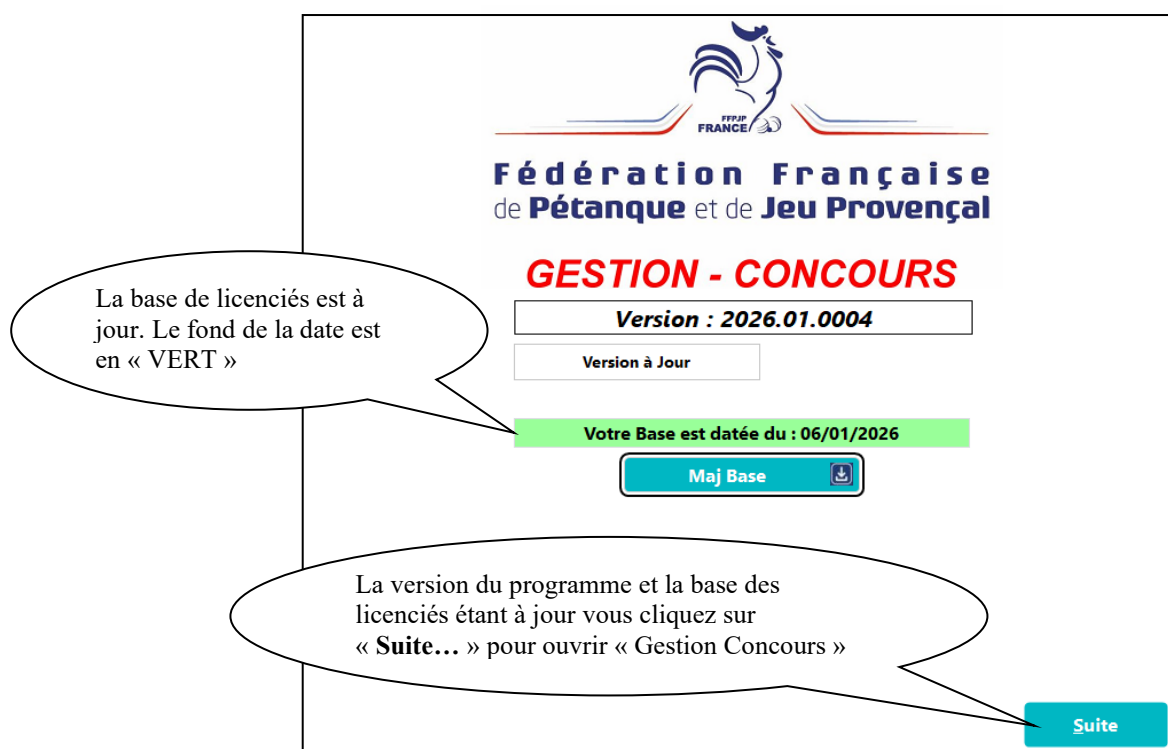 FFPJP
FRANCE
Fédération Française
de Pétanque et de Jeu Provençal
GESTION - CONCOURS
La base de licenciés est à
jour. Le fond de la date est
en « VERT »
Version : 2026.01.0004
Version à Jour
Votre Base est datée du : 06/01/2026
Maj Base
La version du programme et la base des
licenciés étant à jour vous cliquez sur
« Suite… » pour ouvrir « Gestion Concours »
Suite